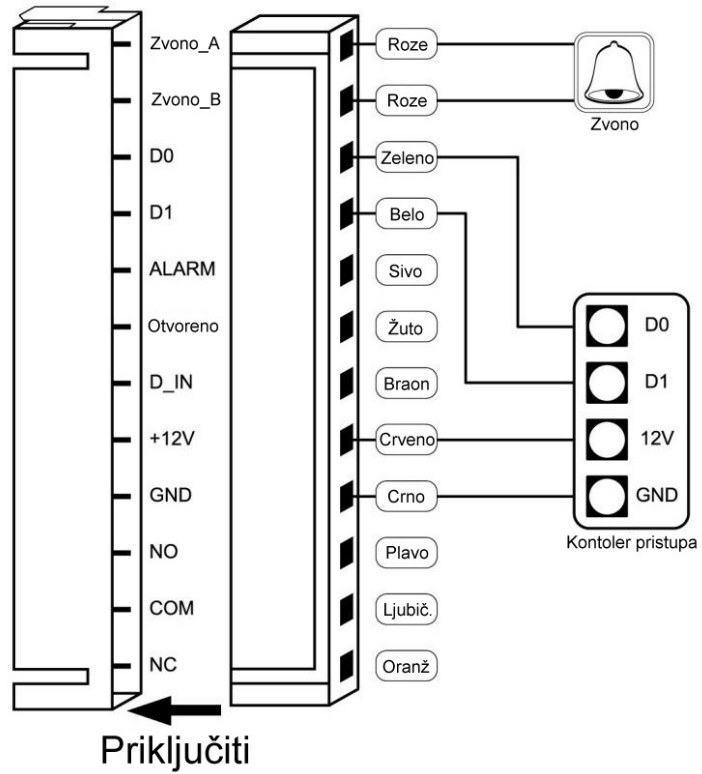 Zvono_A
Roze
Zvono_B
Roze
Zvono
D0
Zeleno
D1
Belo
ALARM
Sivo
Otvoreno
Žuto
D0
D_IN
Braon
D1
+12V
Crveno
12V
GND
Crno
GND
Kontoler pristupa
NO
Plavo
COM
Ljubič.
NC
Oranž
Priključiti